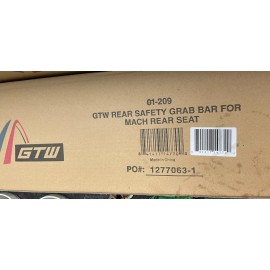 01-209
GTW REAR SAFETY GRAB BAR FOR
MACH REAR SEAT
GTW
Made in China
PO#: 1277063-1